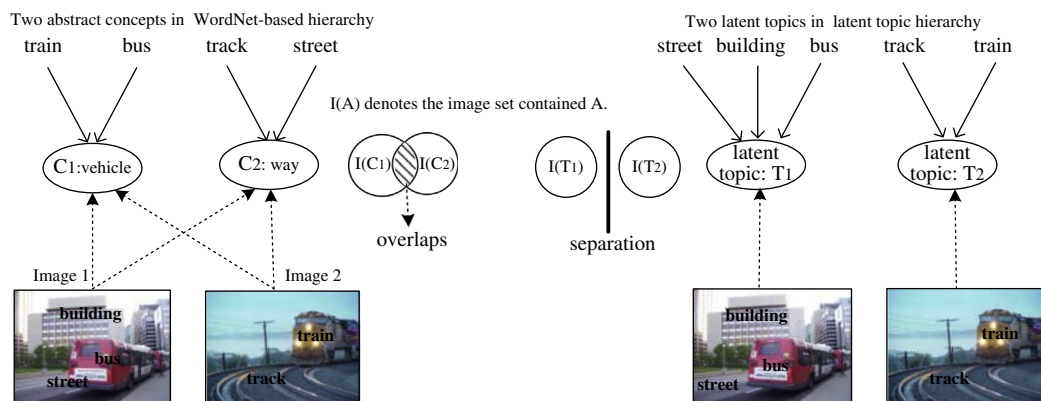 Two abstract concepts in WordNet-based hierarchy
train bus track street
C1:vehicle
C2: way
Image 1
Image 2
building
bus
street
train
track
I(A) denotes the image set contained A.
I(C1) I(C2)
overlaps
I(T1) I(T2)
separation
Two latent topics in latent topic hierarchy
street building bus track train
latent
topic: T1
latent
topic: T2
building
bus
street
train
track